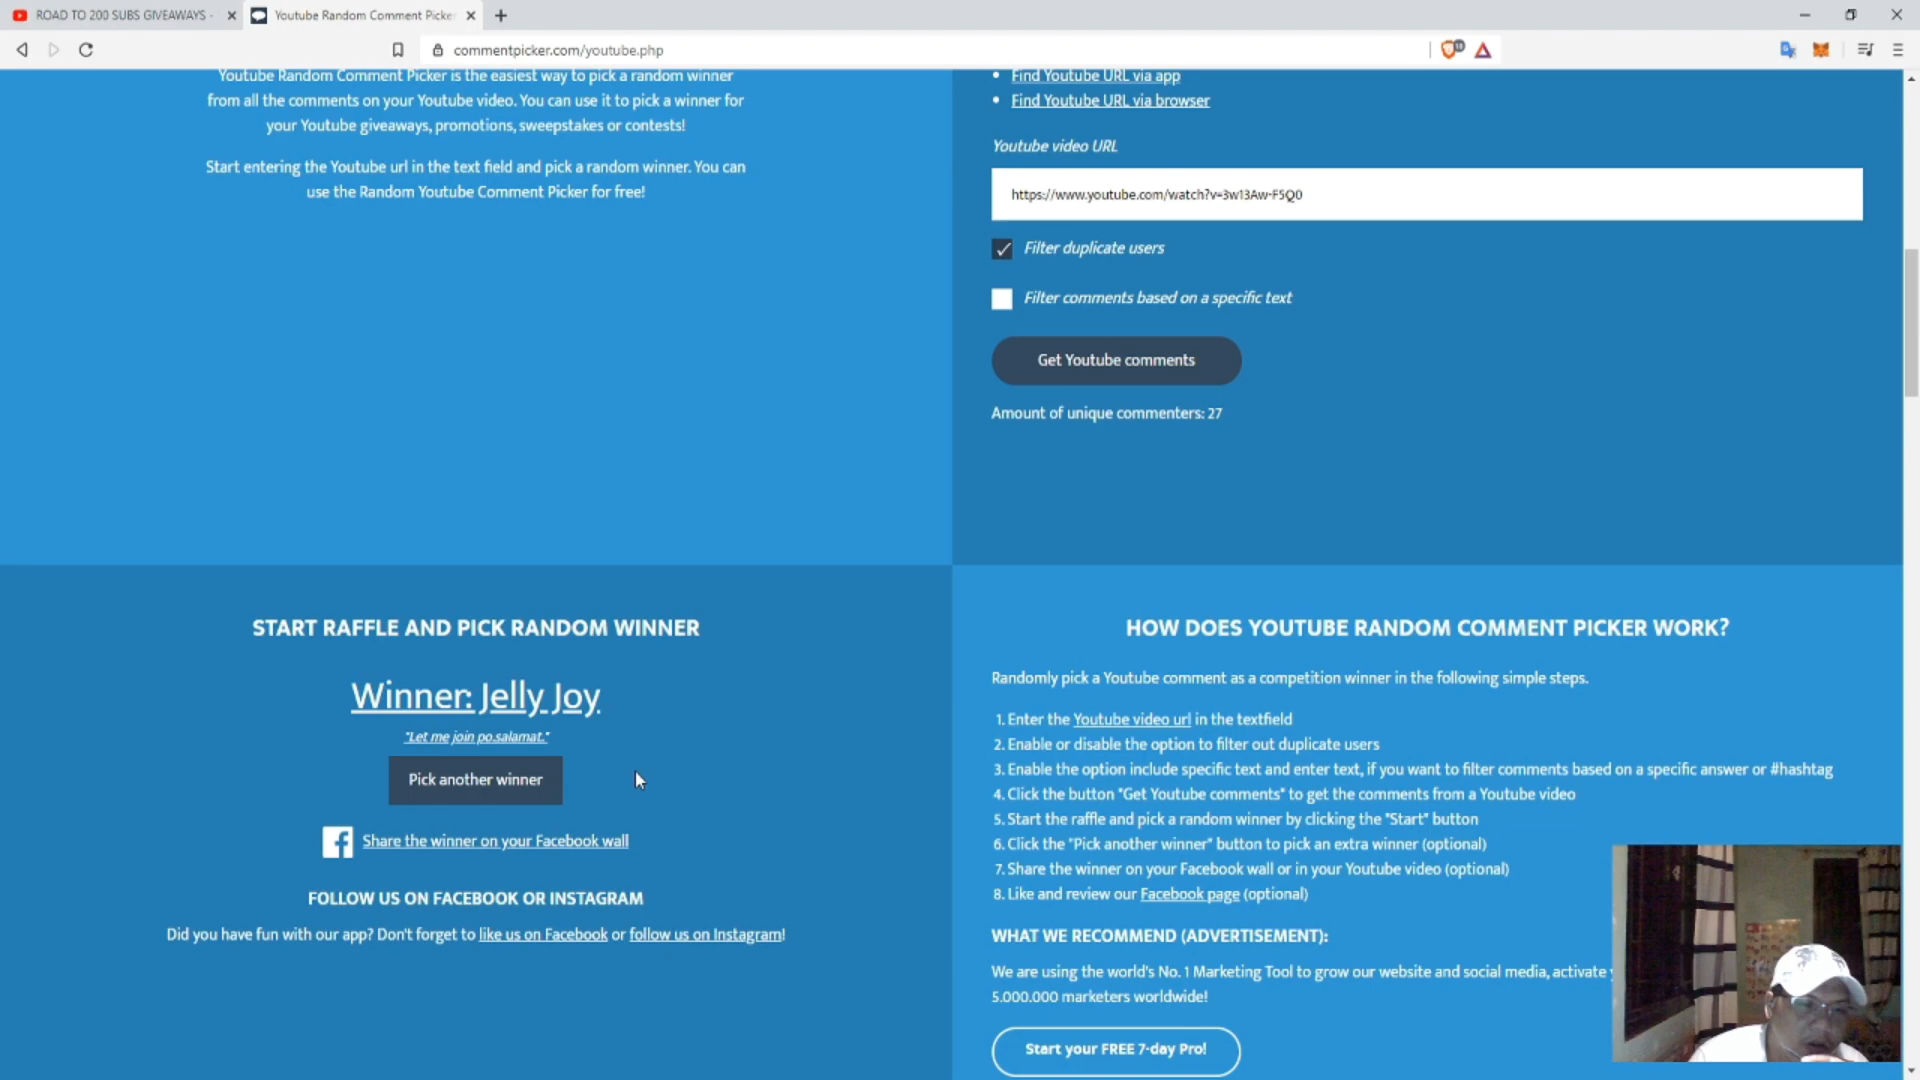 ROAD TO 200 SUBS GIVEAWAYS -
Youtube Random Comment Picke
commentpicker.com/youtube.php
Youtube Random Comment Picker is the easiest way to pick a random winner
from all the comments on your Youtube video. You can use it to pick a winner for
your Youtube giveaways, promotions, sweepstakes or contests!
Start entering the Youtube url in the text field and pick a random winner. You can
use the Random Youtube Comment Picker for free!
• Find Youtube URL via app
• Find Youtube URL via browser
Youtube video URL
https://www.youtube.com/watch?v=3w13Aw-F5Q0
Filter duplicate users
Filter comments based on a specific text
Get Youtube comments
Amount of unique commenters: 27
START RAFFLE AND PICK RANDOM WINNER
Winner: Jelly Joy
"Let me join po.salamat."
Pick another winner
Share the winner on your Facebook wall
FOLLOW US ON FACEBOOK OR INSTAGRAM
Did you have fun with our app? Don't forget to like us on Facebook or follow us on Instagram!
HOW DOES YOUTUBE RANDOM COMMENT PICKER WORK?
Randomly pick a Youtube comment as a competition winner in the following simple steps.
1. Enter the Youtube video url in the textfield
2. Enable or disable the option to filter out duplicate users
3. Enable the option include specific text and enter text, if you want to filter comments based on a specific answer or #hashtag
4. Click the button "Get Youtube comments" to get the comments from a Youtube video
5. Start the raffle and pick a random winner by clicking the "Start" button
6. Click the "Pick another winner" button to pick an extra winner (optional)
7. Share the winner on your Facebook wall or in your Youtube video (optional)
8. Like and review our Facebook page (optional)
WHAT WE RECOMMEND (ADVERTISEMENT):
We are using the world's No. 1 Marketing Tool to grow our website and social media, activate
5.000.000 marketers worldwide!
Start your FREE 7-day Pro!